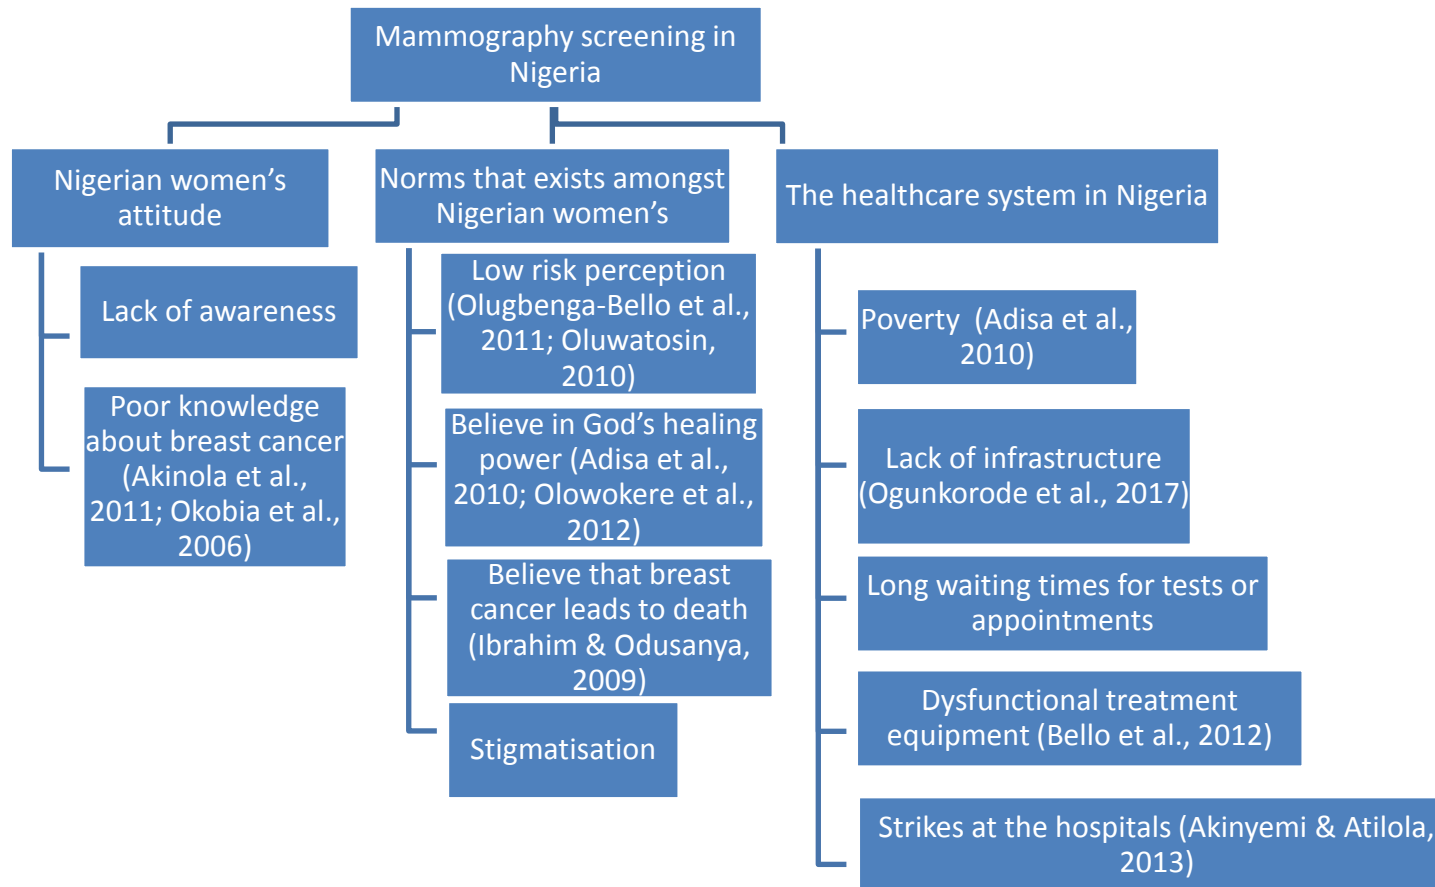 Mammography screening in
Nigeria
Nigerian women’s
attitude
Lack of awareness
Poor knowledge
about breast cancer
(Akinola et al.,
2011; Okobia et al.,
2006)
Norms that exists amongst
Nigerian women’s
Low risk perception
(Olugbenga-Bello et al.,
2011; Oluwatosin,
2010)
Believe in God’s healing
power (Adisa et al.,
2010; Olowokere et al.,
2012)
Believe that breast
cancer leads to death
(Ibrahim & Odusanya,
2009)
Stigmatisation
The healthcare system in Nigeria
Poverty (Adisa et al.,
2010)
Lack of infrastructure
(Ogunkorode et al., 2017)
Long waiting times for tests or
appointments
Dysfunctional treatment
equipment (Bello et al., 2012)
Strikes at the hospitals (Akinyemi & Atilola,
2013)